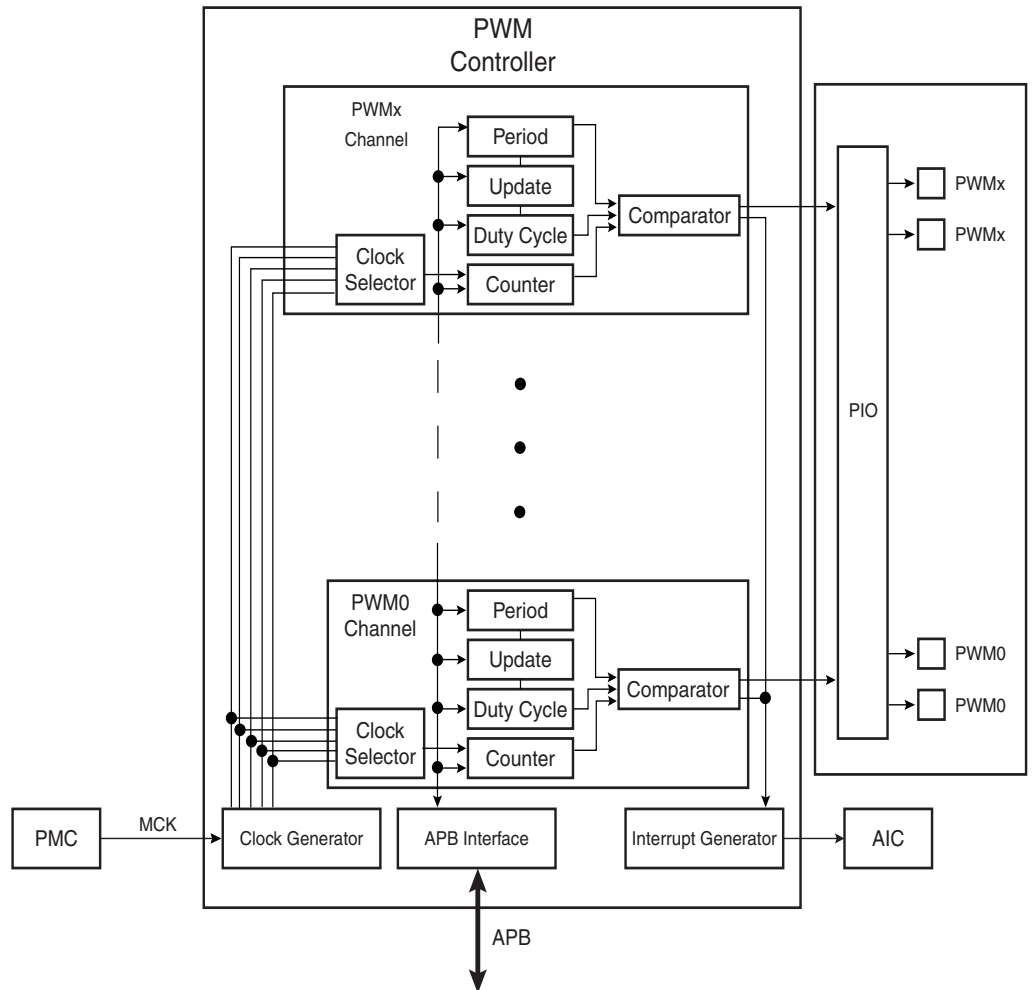 PWM
Controller
PWMx
Channel
Period
Update
Duty Cycle
Counter
Clock
Selector
Comparator
PIO
PWMx
PWMx
PWM0
Channel
Period
Update
Duty Cycle
Counter
Clock
Selector
Comparator
PWM0
PWM0
PMC
MCK
Clock Generator
APB Interface
Interrupt Generator
AIC
APB